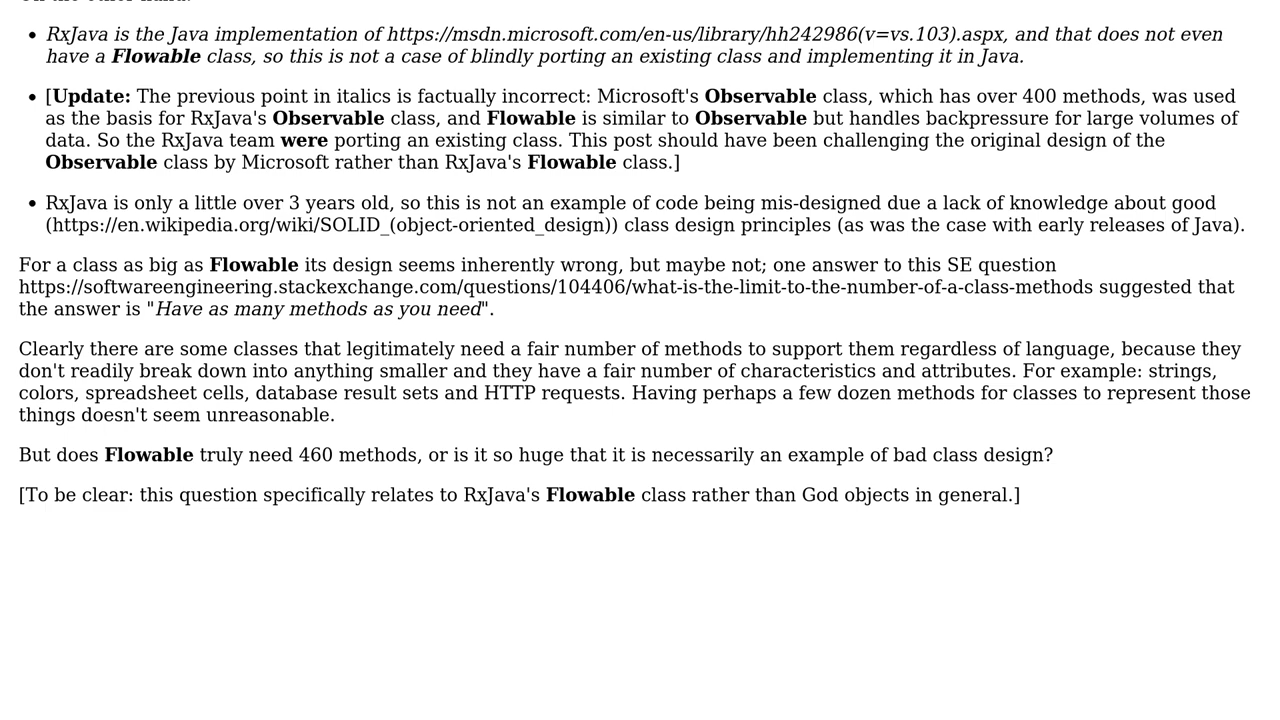 RxJava is the Java implementation of https://msdn.microsoft.com/en-us/library/hh242986(v=vs.103).aspx, and that does not even
have a Flowable class, so this is not a case of blindly porting an existing class and implementing it in Java.
[Update: The previous point in italics is factually incorrect: Microsoft's Observable class, which has over 400 methods, was used
as the basis for RxJava's Observable class, and Flowable is similar to Observable but handles backpressure for large volumes of
data. So the RxJava team were porting an existing class. This post should have been challenging the original design of the
Observable class by Microsoft rather than RxJava's Flowable class.]
RxJava is only a little over 3 years old, so this is not an example of code being mis-designed due a lack of knowledge about good
(https://en.wikipedia.org/wiki/SOLID_(object-oriented_design)) class design principles (as was the case with early releases of Java).
For a class as big as Flowable its design seems inherently wrong, but maybe not; one answer to this SE question
https://softwareengineering.stackexchange.com/questions/104406/what-is-the-limit-to-the-number-of-a-class-methods suggested that
the answer is "Have as many methods as you need".
Clearly there are some classes that legitimately need a fair number of methods to support them regardless of language, because they
don't readily break down into anything smaller and they have a fair number of characteristics and attributes. For example: strings,
colors, spreadsheet cells, database result sets and HTTP requests. Having perhaps a few dozen methods for classes to represent those
things doesn't seem unreasonable.
But does Flowable truly need 460 methods, or is it so huge that it is necessarily an example of bad class design?
[To be clear: this question specifically relates to RxJava's Flowable class rather than God objects in general.]